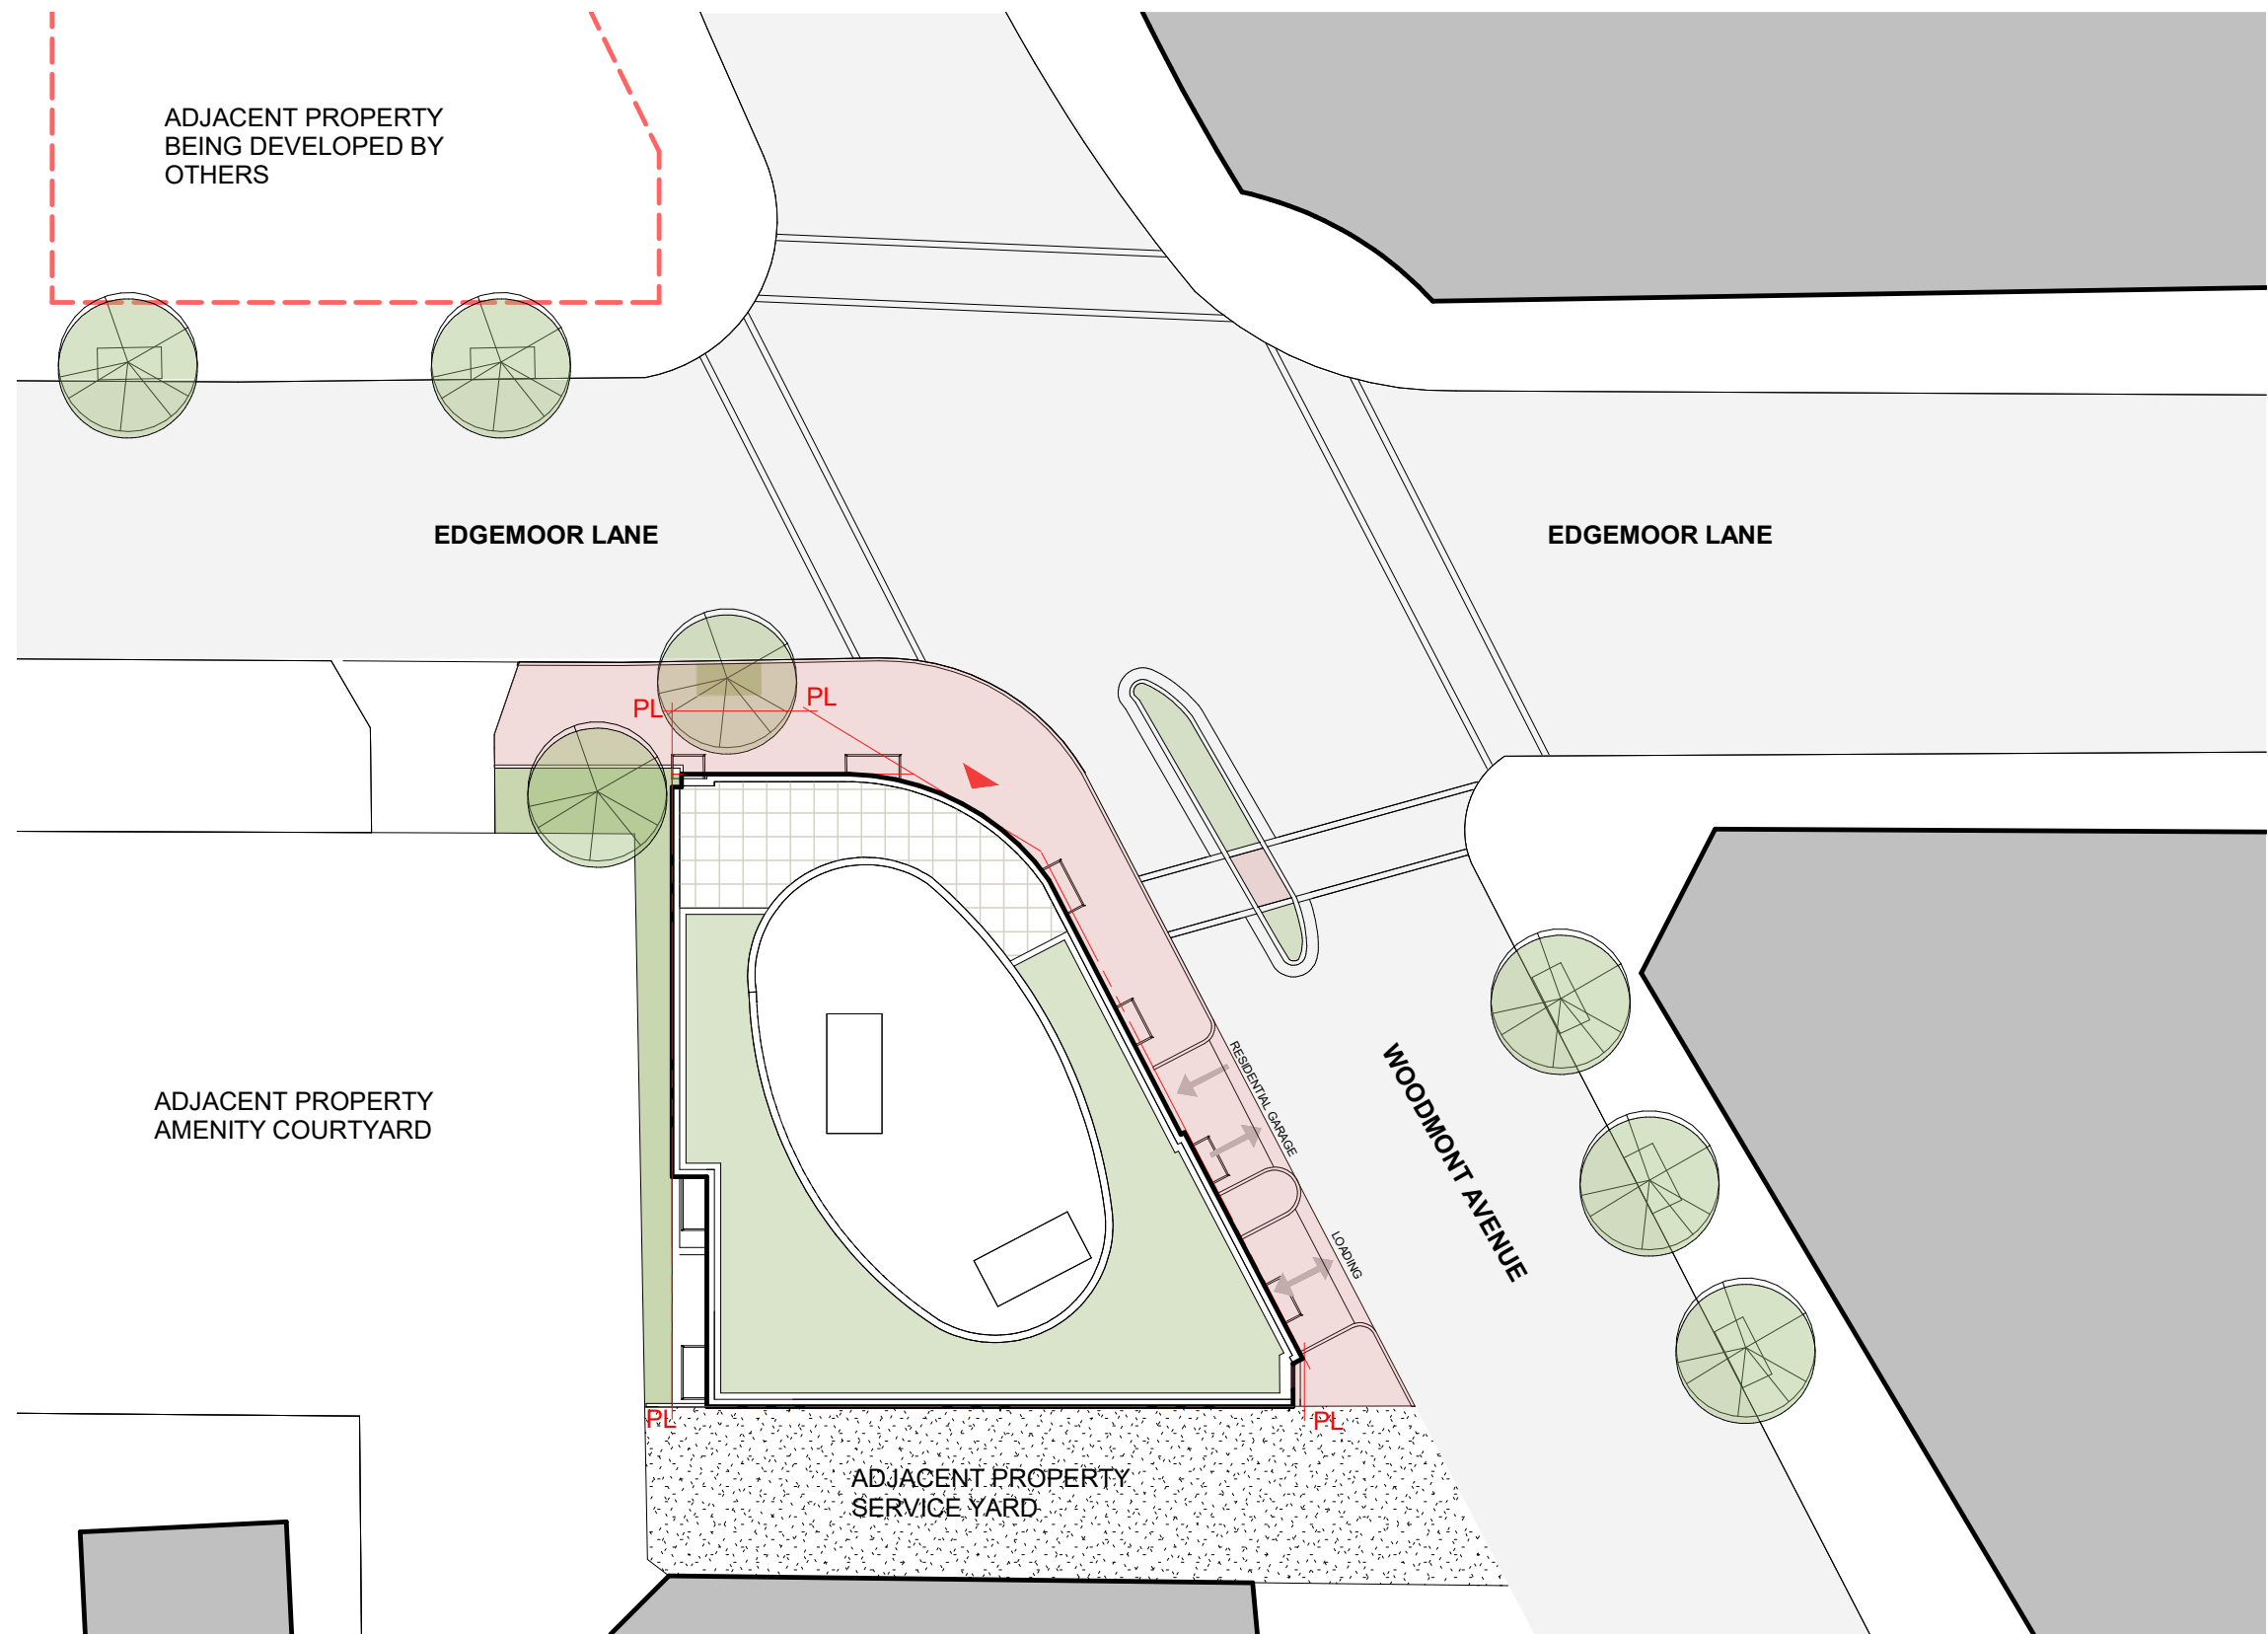 ADJACENT PROPERTY
BEING DEVELOPED BY
OTHERS
EDGEMOOR LANE
EDGEMOOR LANE
PL
PL
RESIDENTIAL GARAGE
WOODMONT AVENUE
ADJACENT PROPERTY
AMENITY COURTYARD
LOADING
PL
PL
ADJACENT PROPERTY
SERVICE YARD